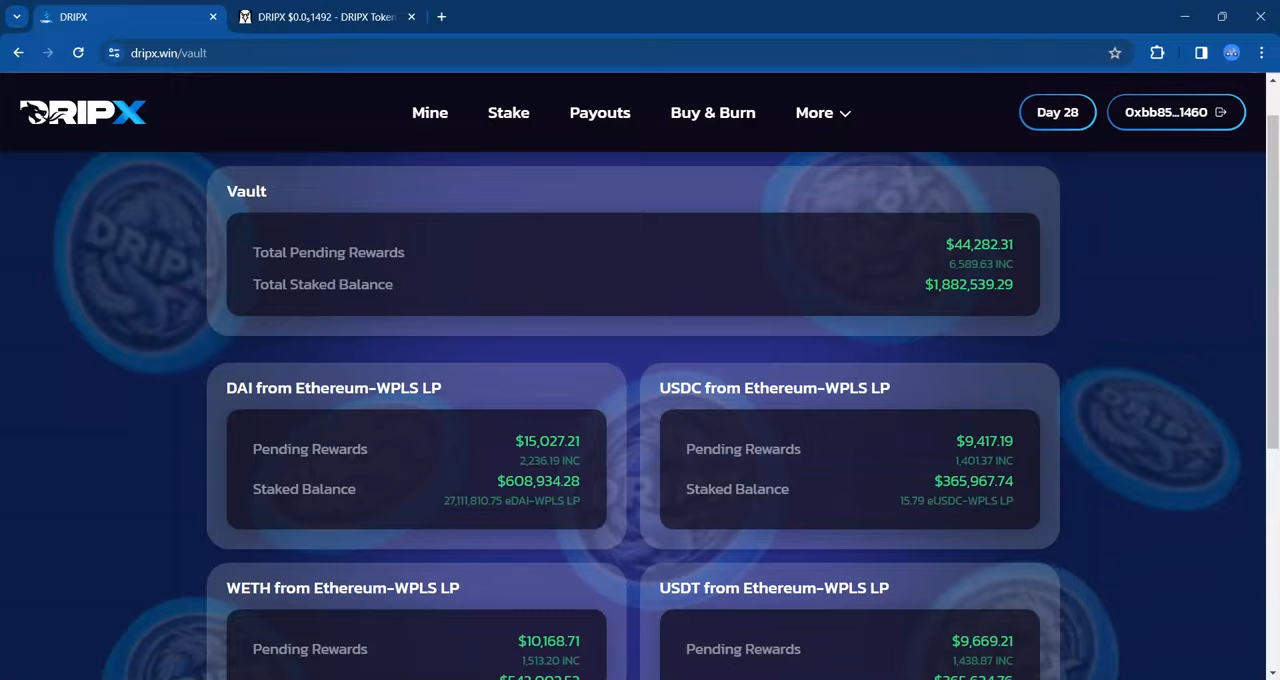 DRIPX
DRIPX $0.0₅1492 - DRIPX Token
dripx.win/vault
DRIPX
Mine
Stake
Payouts
Buy & Burn
More
Day 28
0xbb85...1460
Vault
Total Pending Rewards
$44,282.31
6,589.63 INC
Total Staked Balance
$1,882,539.29
DAI from Ethereum-WPLS LP
Pending Rewards
$15,027.21
2,236.19 INC
Staked Balance
$608,934.28
27,111,810.75 eDAI-WPLS LP
USDC from Ethereum-WPLS LP
Pending Rewards
$9,417.19
1,401.37 INC
Staked Balance
$365,967.74
15.79 eUSDC-WPLS LP
WETH from Ethereum-WPLS LP
Pending Rewards
$10,168.71
1,513.20 INC
USDT from Ethereum-WPLS LP
Pending Rewards
$9,669.21
1,438.87 INC